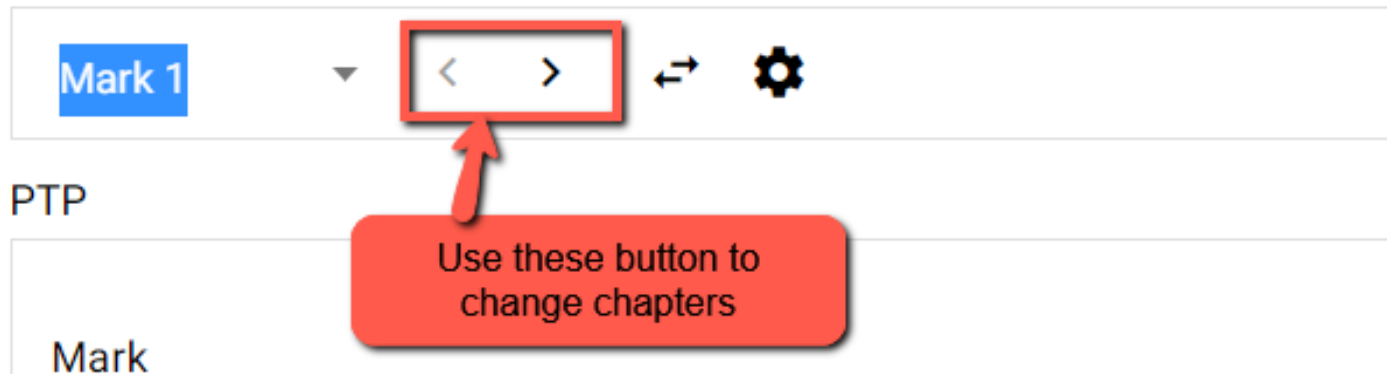 Mark 1
PTP
Use these button to
change chapters
Mark